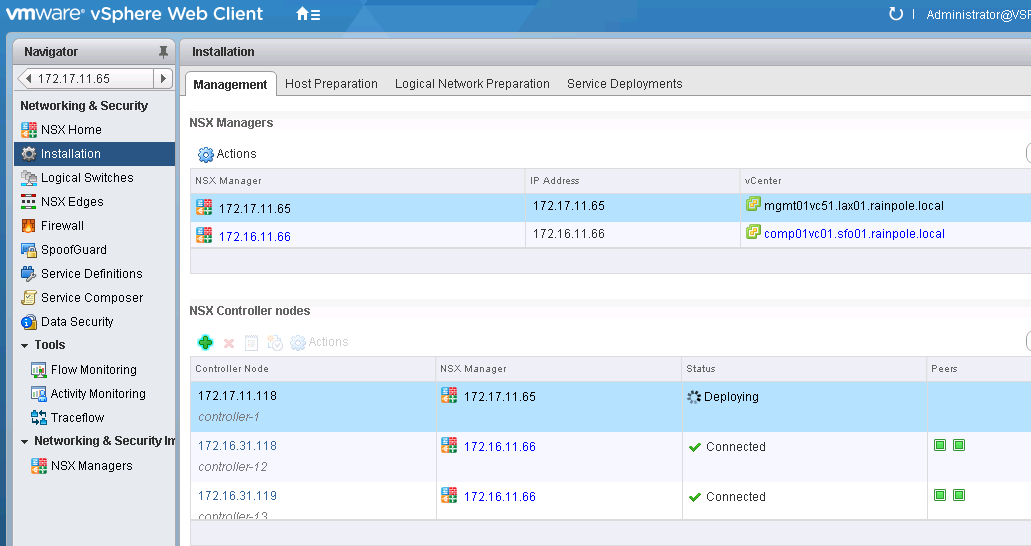 vmware® vSphere Web Client
Administrator@VSP
Navigator
172.17.11.65
Networking & Security
NSX Home
Installation
Logical Switches
NSX Edges
Firewall
SpoofGuard
Service Definitions
Service Composer
Data Security
Tools
Flow Monitoring
Activity Monitoring
Traceflow
Networking & Security In
NSX Managers
Installation
Management Host Preparation Logical Network Preparation Service Deployments
NSX Managers
Actions
NSX Manager IP Address vCenter
172.17.11.65 172.17.11.65 mgmt01vc51.lax01.rainpole.local
172.16.11.66 172.16.11.66 comp01vc01.sfo01.rainpole.local
NSX Controller nodes
Actions
Controller Node NSX Manager Status Peers
172.17.11.118 172.17.11.65 Deploying
controller-1
172.16.31.118 172.16.11.66 Connected
controller-12
172.16.31.119 172.16.11.66 Connected
controller-13